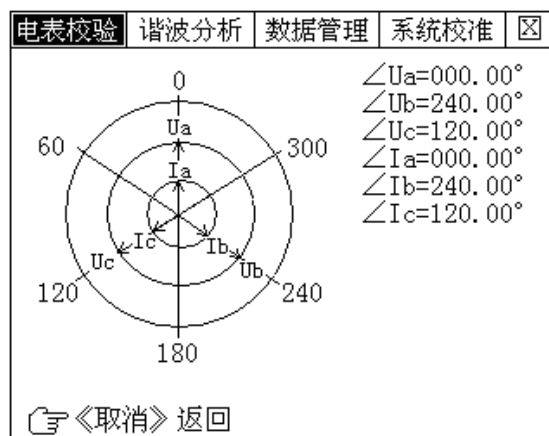 电表校验 谐波分析 数据管理 系统校准
∠Ua=000.00°
∠Ub=240.00°
∠Uc=120.00°
∠Ia=000.00°
∠Ib=240.00°
∠Ic=120.00°
0
Ua
60
300
Ia
Ic
Ib
Uc
Ub
120
240
180
《取消》返回